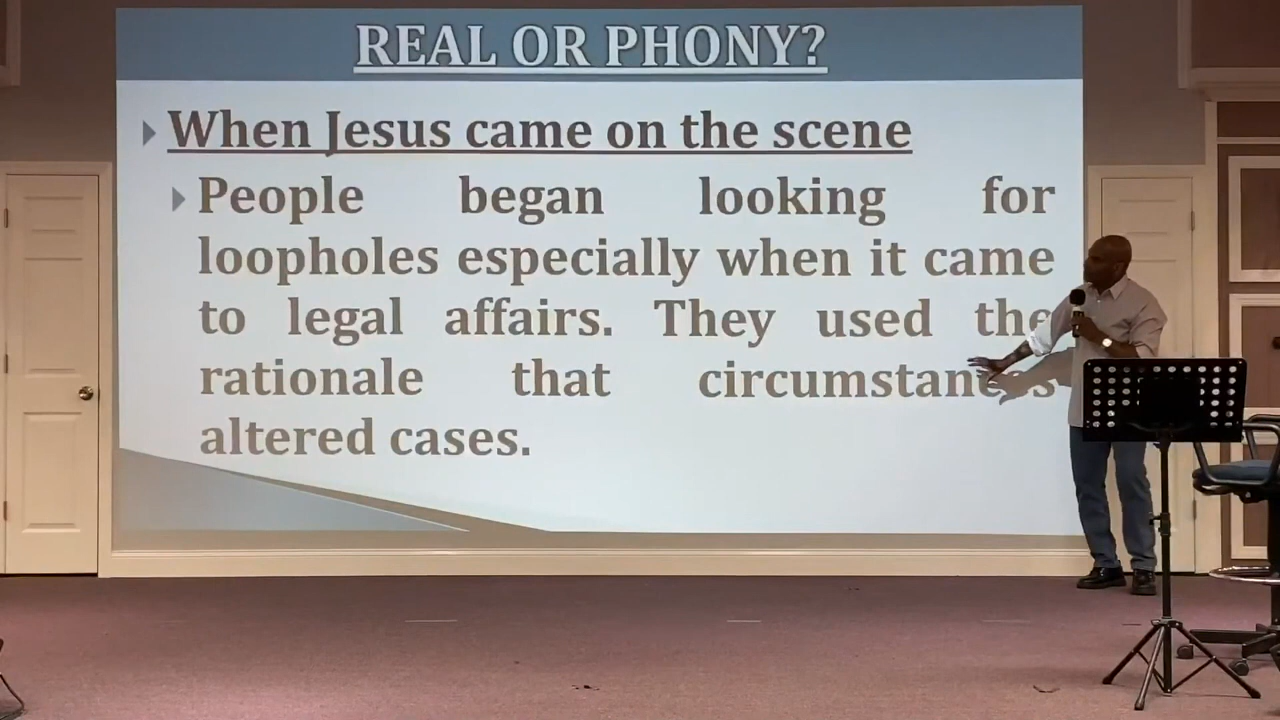 REAL OR PHONY?
When Jesus came on the scene
People began looking for
loopholes especially when it came
to legal affairs. They used the
rationale that circumstances
altered cases.